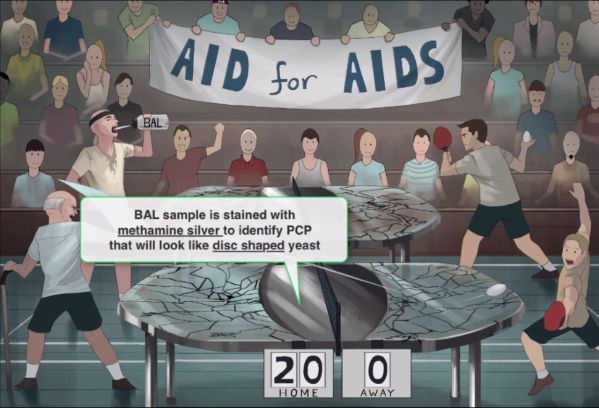 AID for AIDS
BAL
BAL sample is stained with
methamine silver to identify PCP
that will look like disc shaped yeast
20 0
HOME AWAY